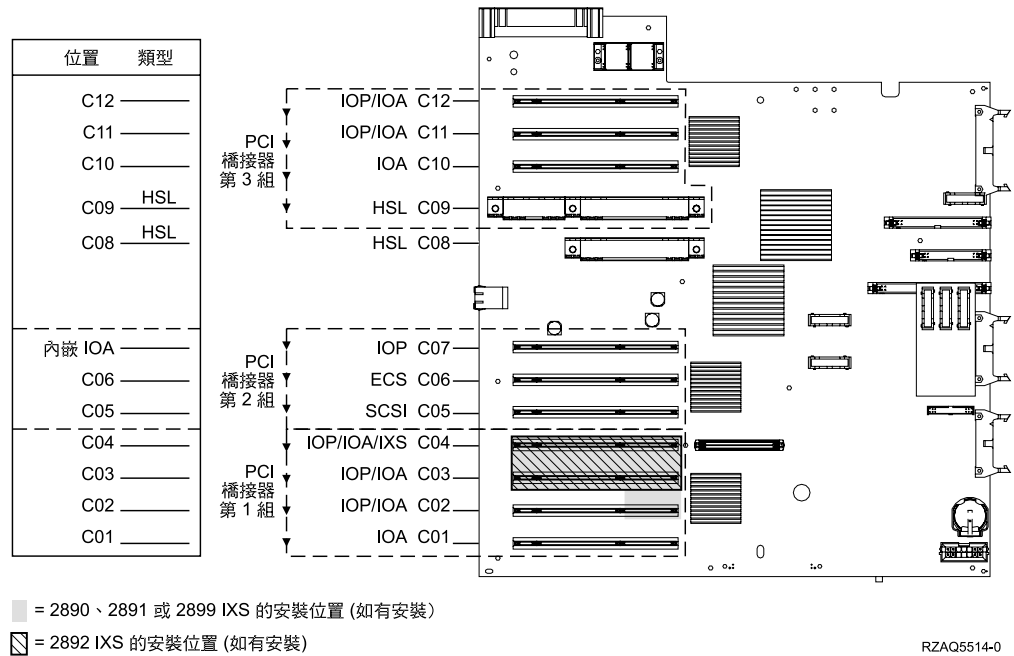 位置 類型
C12
C11
C10
C09 HSL
C08 HSL
內嵌 IOA
C06
C05
C04
C03
C02
C01
PCI
橋接器
第 3 組
IOP/IOA C12
IOP/IOA C11
IOA C10
HSL C09
HSL C08
PCI
橋接器
第 2 組
IOP C07
ECS C06
SCSI C05
PCI
橋接器
第 1 組
IOP/IOA/IXS C04
IOP/IOA C03
IOP/IOA C02
IOA C01
= 2890、2891 或 2899 IXS 的安裝位置 (如有安裝)
= 2892 IXS 的安裝位置 (如有安裝)
RZAQ5514-0